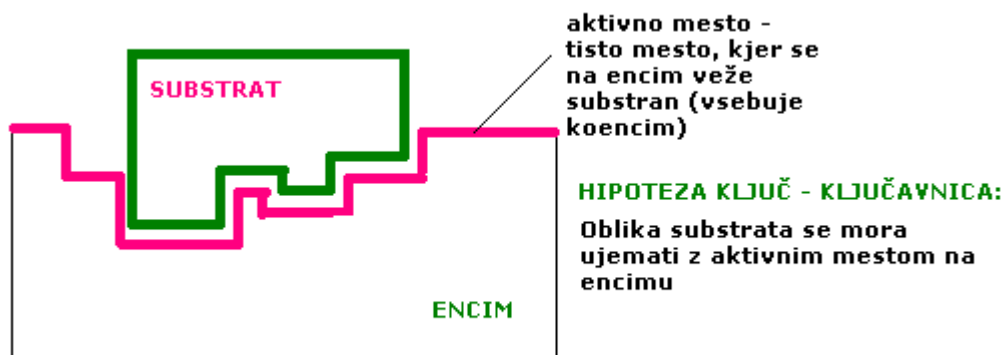 SUBSTRAT
aktivno mesto -
tisto mesto, kjer se
na encim veže
substran (vsebuje
koencim)
HIPOTEZA KLJUČ - KLJUČAVNICA:
Oblika substrata se mora
ujemati z aktivnim mestom na
encimu
ENCIM